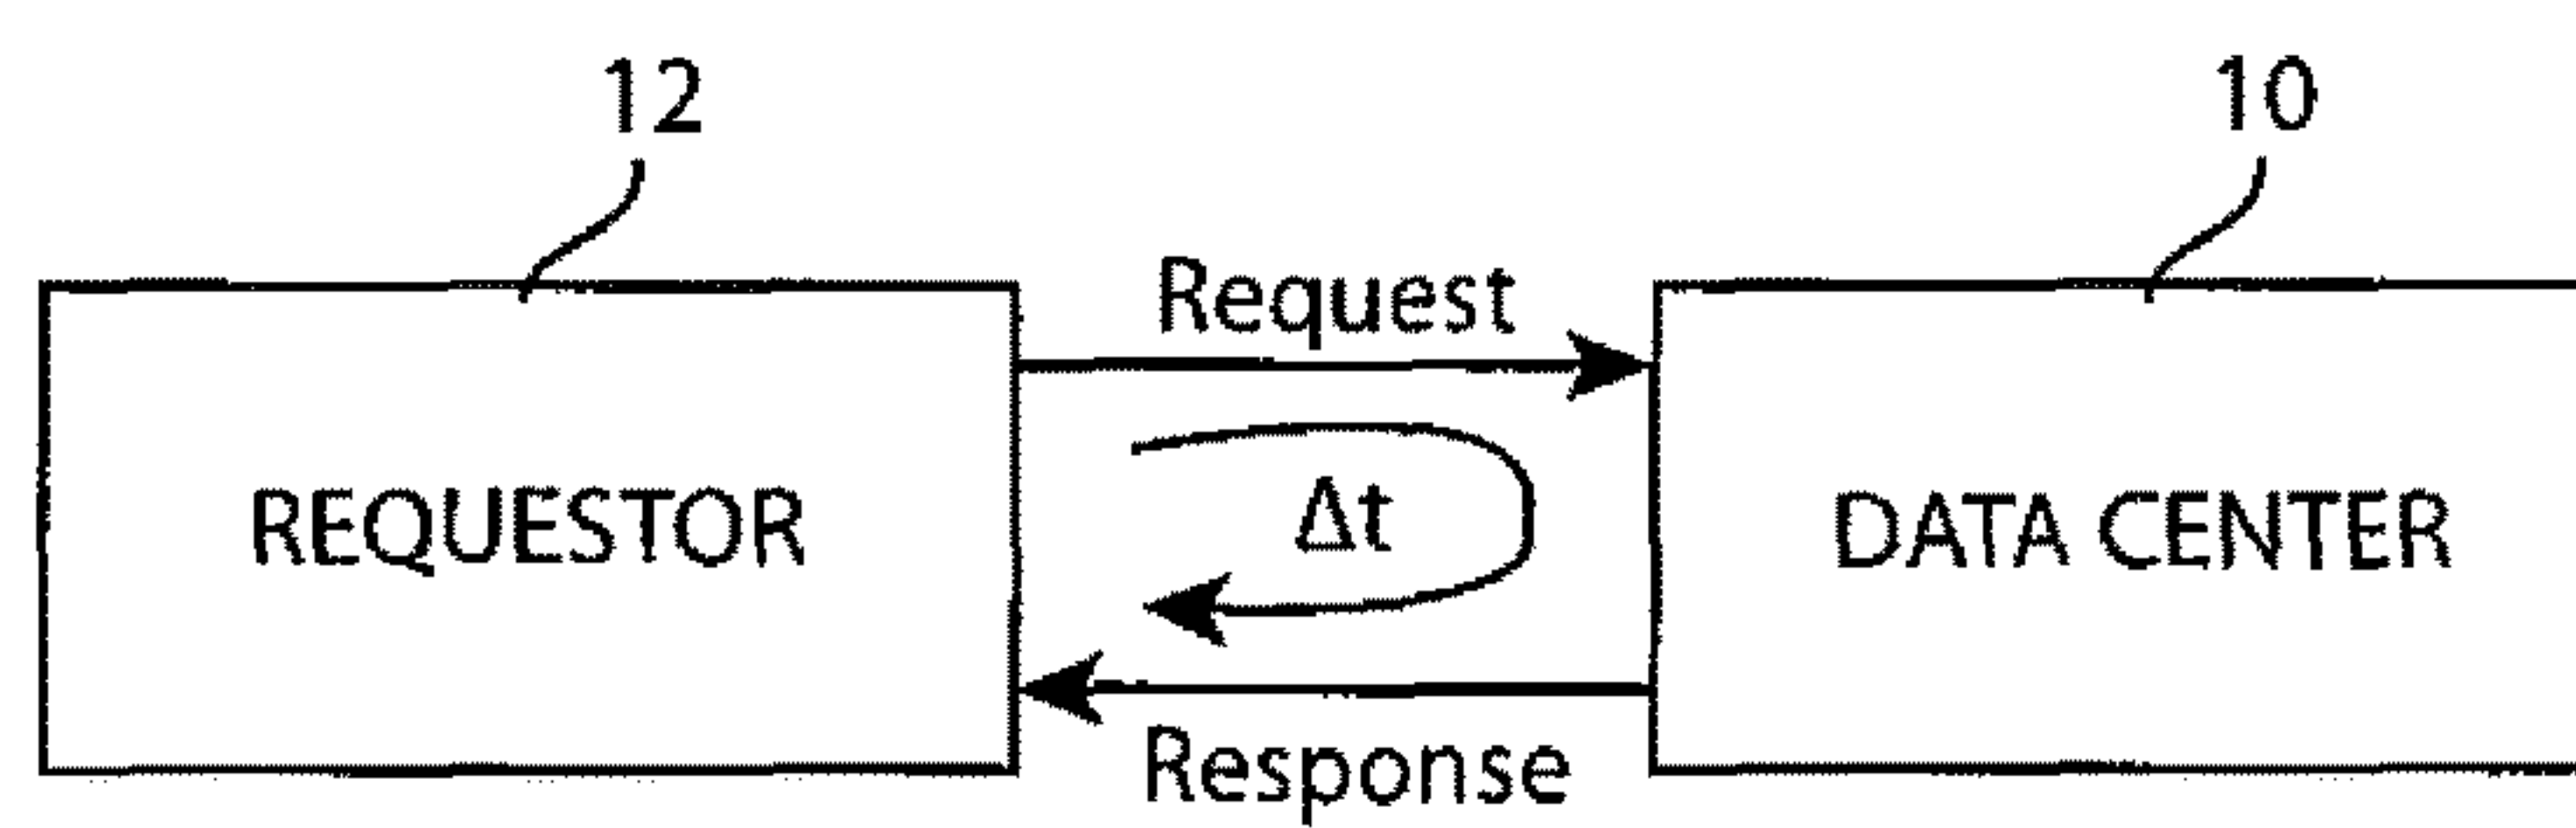 12
10
Request
REQUESTOR
Δt
DATA CENTER
Response